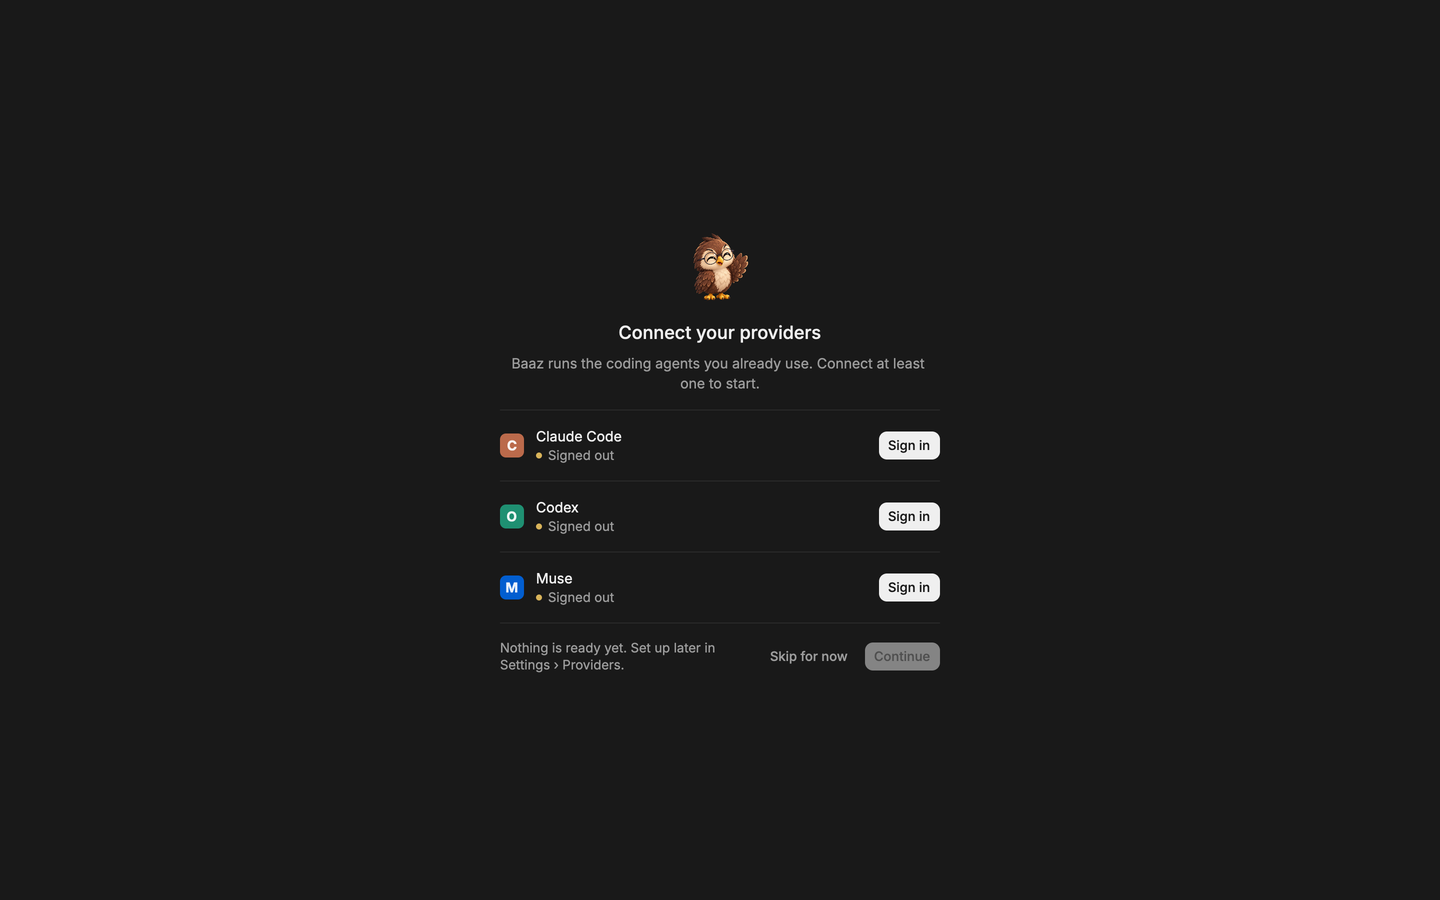 Connect your providers
Baaz runs the coding agents you already use. Connect at least
one to start.
C
Claude Code
Signed out
Sign in
O
Codex
Signed out
Sign in
M
Muse
Signed out
Sign in
Nothing is ready yet. Set up later in
Settings › Providers.
Skip for now
Continue